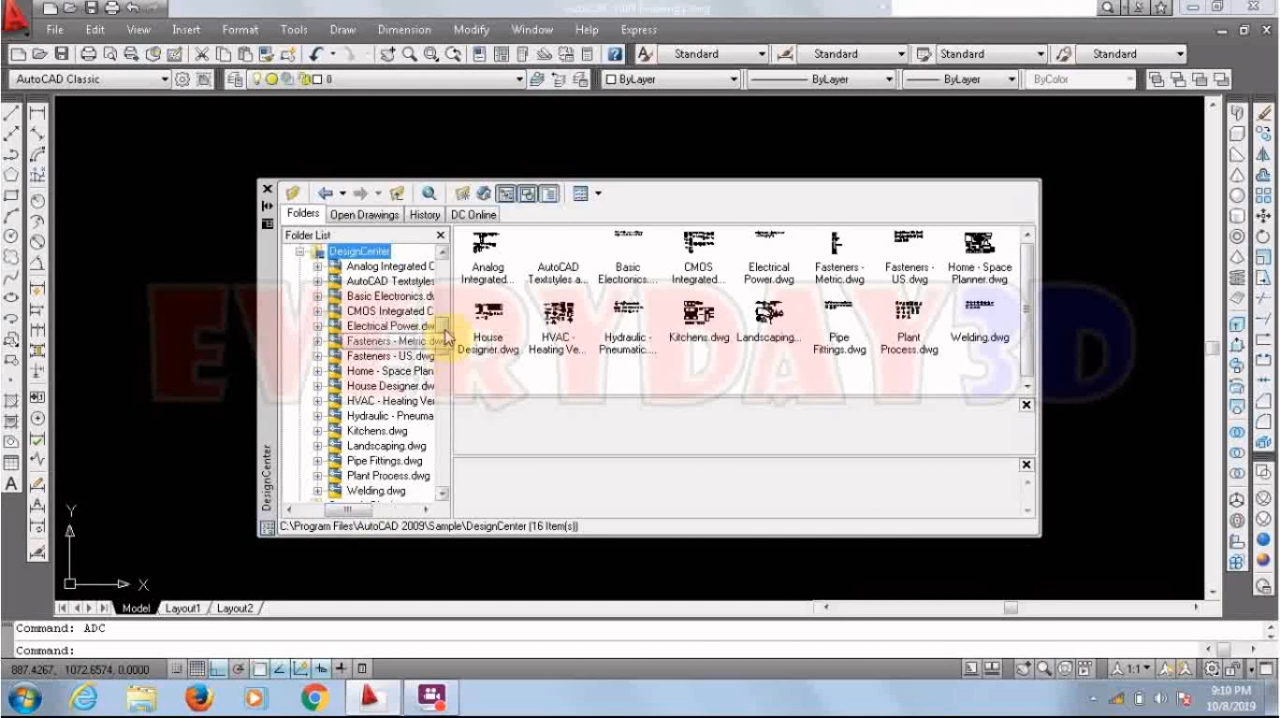 File Edit View Insert Format Tools Draw Dimension Modify Window Help Express
Standard Standard Standard Standard
AutoCAD Classic 0 ByLayer ByLayer ByLayer ByColor
Folders Open Drawings History DC Online
Folder List
DesignCenter
Analog Integrated C
AutoCAD Textstyles
Basic Electronics.d
CMOS Integrated C
Electrical Power.dw
Fasteners - Metric.dw
Fasteners - US.dwg
Home - Space Plan
House Designer.dw
HVAC - Heating Ver
Hydraulic - Pneuma
Kitchens.dwg
Landscaping.dwg
Pipe Fittings.dwg
Plant Process.dwg
Welding.dwg
Analog Integrated...
AutoCAD Textstyles a...
Basic Electronics....
CMOS Integrated...
Electrical Power.dwg
Fasteners - Metric.dwg
Fasteners - US.dwg
Home - Space Planner.dwg
House Designer.dwg
HVAC - Heating Ve...
Hydraulic - Pneumatic....
Kitchens.dwg
Landscaping...
Pipe Fittings.dwg
Plant Process.dwg
Welding.dwg
EVERYDAY3D
DesignCenter
C:\Program Files\AutoCAD 2009\Sample\DesignCenter (16 Item(s))
Y
X
Model Layout1 Layout2
Command: ADC
Command:
887.4267, 1072.6574, 0.0000 1:1
9:10 PM
10/8/2019